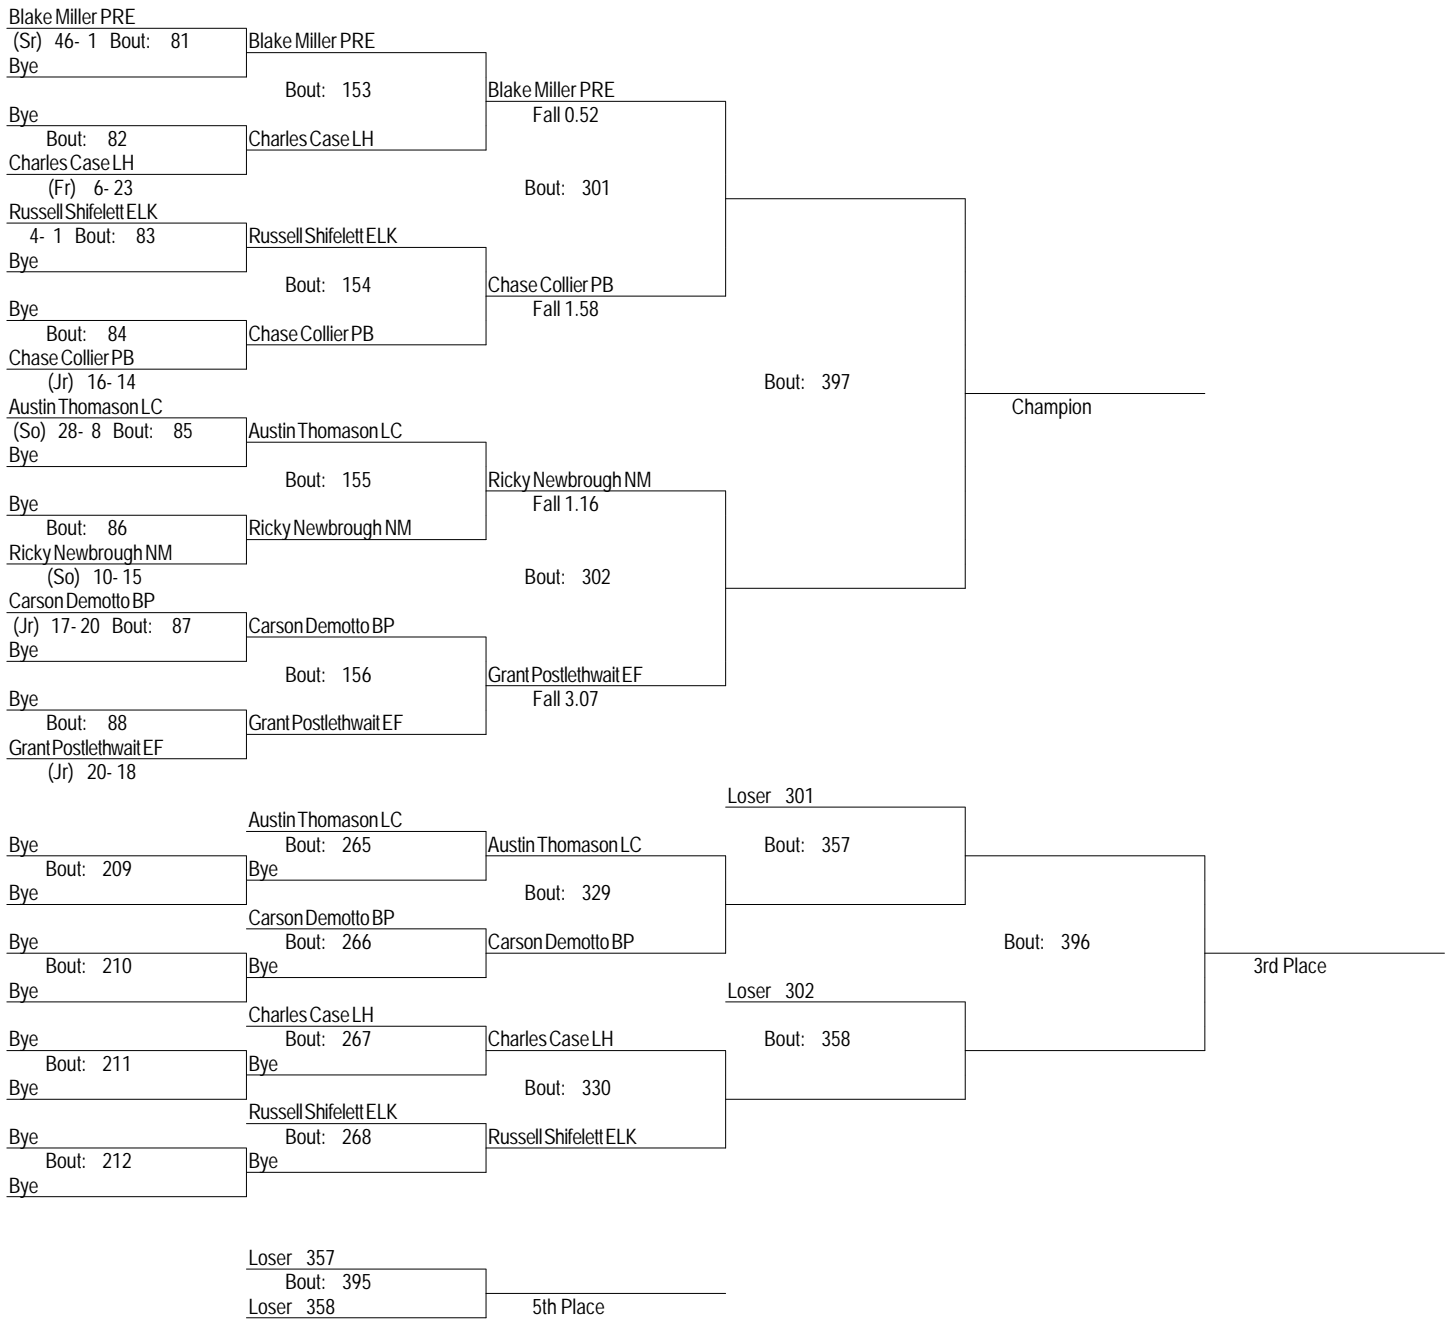 Blake Miller PRE
(Sr) 46- 1 Bout: 81
Blake Miller PRE
Bye
Bout: 153
Blake Miller PRE
Bye
Fall 0.52
Bout: 82
Charles Case LH
Charles Case LH
(Fr) 6- 23
Bout: 301
Russell Shifelett ELK
4- 1 Bout: 83
Russell Shifelett ELK
Bye
Bout: 154
Chase Collier PB
Bye
Fall 1.58
Bout: 84
Chase Collier PB
Chase Collier PB
(Jr) 16- 14
Bout: 397
Austin Thomason LC
Champion
(So) 28- 8 Bout: 85
Austin Thomason LC
Bye
Bout: 155
Ricky Newbrough NM
Bye
Fall 1.16
Bout: 86
Ricky Newbrough NM
Ricky Newbrough NM
(So) 10- 15
Bout: 302
Carson Demotto BP
(Jr) 17- 20 Bout: 87
Carson Demotto BP
Bye
Bout: 156
Grant Postlethwait EF
Bye
Fall 3.07
Bout: 88
Grant Postlethwait EF
Grant Postlethwait EF
(Jr) 20- 18
Loser 301
Austin Thomason LC
Bye
Bout: 265
Austin Thomason LC
Bout: 357
Bout: 209
Bye
Bye
Bout: 329
Carson Demotto BP
Bye
Bout: 266
Carson Demotto BP
Bout: 396
Bout: 210
Bye
3rd Place
Bye
Loser 302
Charles Case LH
Bye
Bout: 267
Charles Case LH
Bout: 358
Bout: 211
Bye
Bye
Bout: 330
Russell Shifelett ELK
Bye
Bout: 268
Russell Shifelett ELK
Bout: 212
Bye
Bye
Loser 357
Bout: 395
Loser 358
5th Place